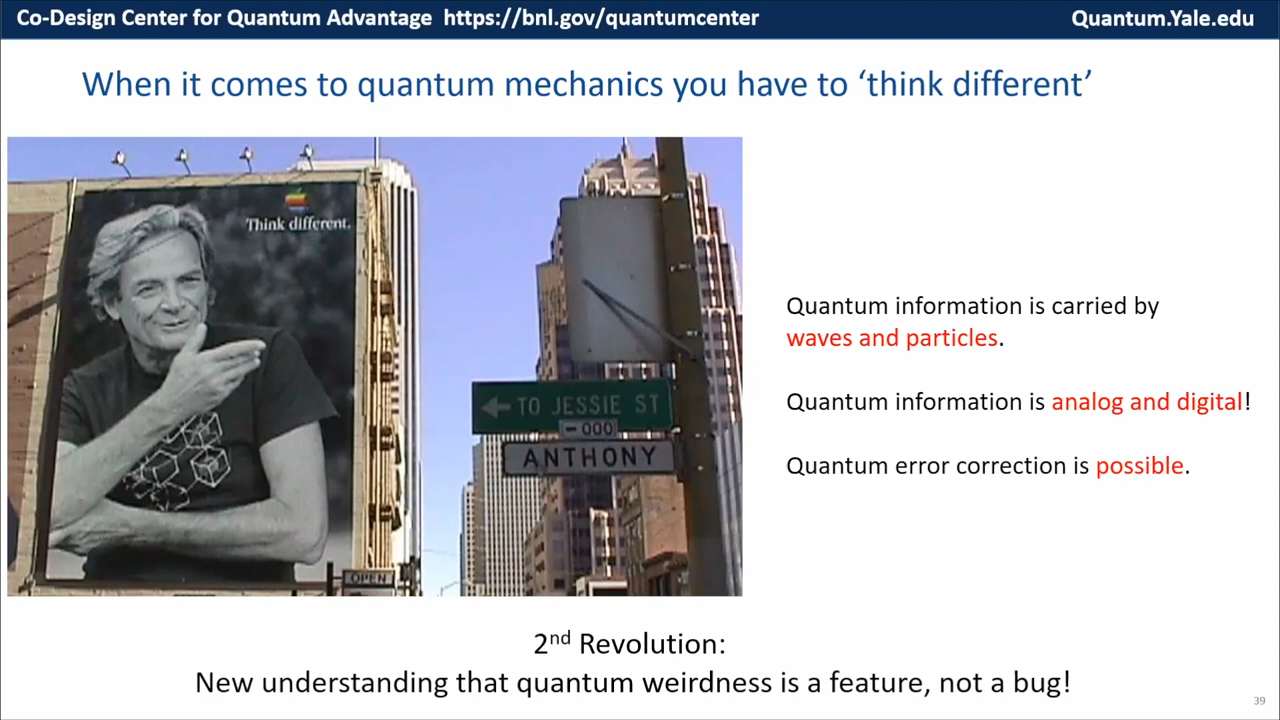 Co-Design Center for Quantum Advantage https://bnl.gov/quantumcenter
Quantum.Yale.edu
When it comes to quantum mechanics you have to ‘think different’
Think different.
TO JESSIE ST
000
ANTHONY
OPEN
Quantum information is carried by
waves and particles.
Quantum information is analog and digital!
Quantum error correction is possible.
2nd Revolution:
New understanding that quantum weirdness is a feature, not a bug!
39